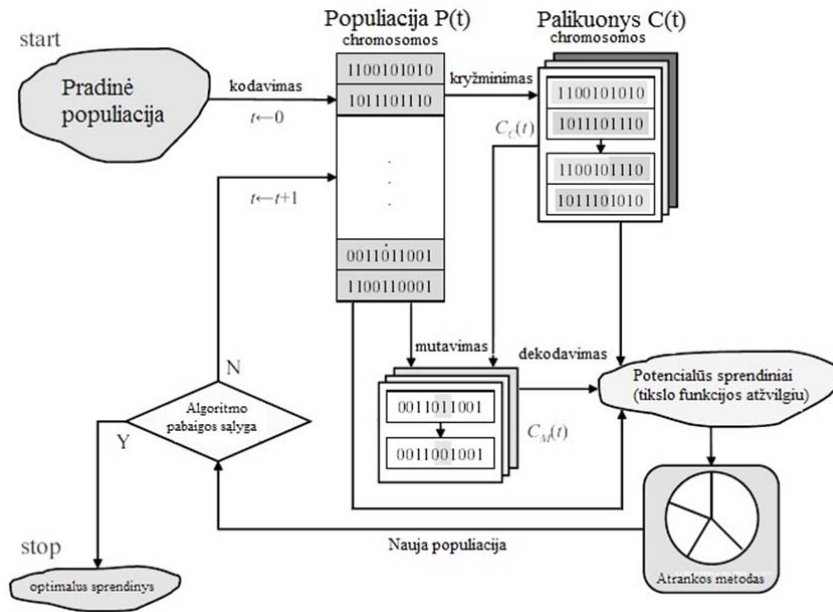 Populiacija P(t)
chromosomos
Palikuonys C(t)
chromosomos
start
Pradinė
populiacija
kodavimas
t←0
1100101010
1011101110
.
.
.
0011011001
1100110001
t←t+1
kryžminimas
C_C(t)
1100101010
1011101110
1100101110
1011101010
mutavimas
dekodavimas
0011011001
0011001001
C_M(t)
Potencialūs sprendiniai
(tikslo funkcijos atžvilgiu)
N
Algoritmo
pabaigos sąlyga
Y
Nauja populiacija
Atrankos metodas
stop
optimalus sprendinys